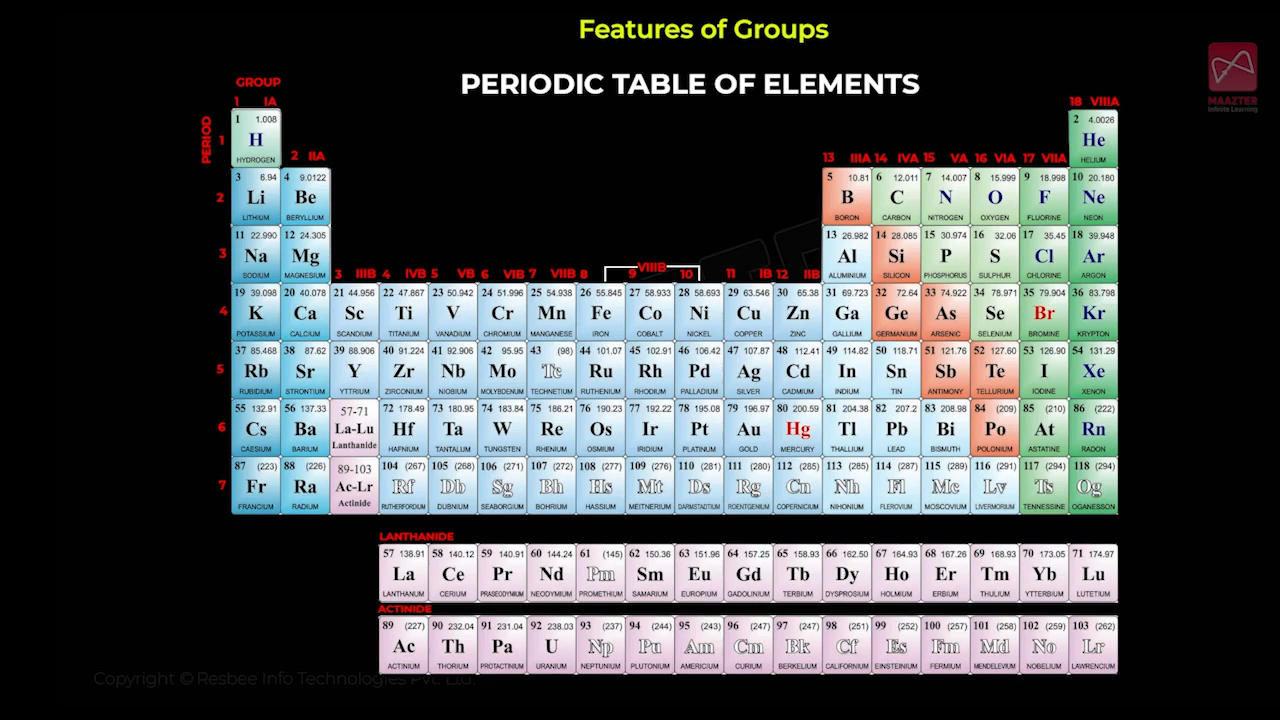 Features of Groups
PERIODIC TABLE OF ELEMENTS
MAAZTER
Infinite Learning
GROUP
1 IA
18 VIIIA
PERIOD
1
1 1.008
H
HYDROGEN
2 4.0026
He
HELIUM
2 IIA
13 IIIA 14 IVA 15 VA 16 VIA 17 VIIA
2
3 6.94 4 9.0122 5 10.81 6 12.011 7 14.007 8 15.999 9 18.998 10 20.180
Li Be B C N O F Ne
LITHIUM BERYLLIUM BORON CARBON NITROGEN OXYGEN FLUORINE NEON
3
11 22.990 12 24.305 13 26.982 14 28.085 15 30.974 16 32.06 17 35.45 18 39.948
Na Mg Al Si P S Cl Ar
SODIUM MAGNESIUM ALUMINIUM SILICON PHOSPHORUS SULPHUR CHLORINE ARGON
3 IIIB 4 IVB 5 VB 6 VIB 7 VIIB 8 9 VIIIB 10 11 IB 12 IIB
4
19 39.098 20 40.078 21 44.956 22 47.867 23 50.942 24 51.996 25 54.938 26 55.845 27 58.933 28 58.693 29 63.546 30 65.38 31 69.723 32 72.64 33 74.922 34 78.971 35 79.904 36 83.798
K Ca Sc Ti V Cr Mn Fe Co Ni Cu Zn Ga Ge As Se Br Kr
POTASSIUM CALCIUM SCANDIUM TITANIUM VANADIUM CHROMIUM MANGANESE IRON COBALT NICKEL COPPER ZINC GALLIUM GERMANIUM ARSENIC SELENIUM BROMINE KRYPTON
5
37 85.468 38 87.62 39 88.906 40 91.224 41 92.906 42 95.95 43 (98) 44 101.07 45 102.91 46 106.42 47 107.87 48 112.41 49 114.82 50 118.71 51 121.76 52 127.60 53 126.90 54 131.29
Rb Sr Y Zr Nb Mo Tc Ru Rh Pd Ag Cd In Sn Sb Te I Xe
RUBIDIUM STRONTIUM YTTRIUM ZIRCONIUM NIOBIUM MOLYBDENUM TECHNETIUM RUTHENIUM RHODIUM PALLADIUM SILVER CADMIUM INDIUM TIN ANTIMONY TELLURIUM IODINE XENON
6
55 132.91 56 137.33 57-71 72 178.49 73 180.95 74 183.84 75 186.21 76 190.23 77 192.22 78 195.08 79 196.97 80 200.59 81 204.38 82 207.2 83 208.98 84 (209) 85 (210) 86 (222)
Cs Ba La-Lu Hf Ta W Re Os Ir Pt Au Hg Tl Pb Bi Po At Rn
CAESIUM BARIUM Lanthanide HAFNIUM TANTALUM TUNGSTEN RHENIUM OSMIUM IRIDIUM PLATINUM GOLD MERCURY THALLIUM LEAD BISMUTH POLONIUM ASTATINE RADON
7
87 (223) 88 (226) 89-103 104 (267) 105 (268) 106 (271) 107 (272) 108 (277) 109 (276) 110 (281) 111 (280) 112 (285) 113 (285) 114 (287) 115 (289) 116 (291) 117 (294) 118 (294)
Fr Ra Ac-Lr Rf Db Sg Bh Hs Mt Ds Rg Cn Nh Fl Mc Lv Ts Og
FRANCIUM RADIUM Actinide RUTHERFORDIUM DUBNIUM SEABORGIUM BOHRIUM HASSIUM MEITNERIUM DARMSTADTIUM ROENTGENIUM COPERNICIUM NIHONIUM FLEROVIUM MOSCOVIUM LIVERMORIUM TENNESSINE OGANESSON
LANTHANIDE
57 138.91 58 140.12 59 140.91 60 144.24 61 (145) 62 150.36 63 151.96 64 157.25 65 158.93 66 162.50 67 164.93 68 167.26 69 168.93 70 173.05 71 174.97
La Ce Pr Nd Pm Sm Eu Gd Tb Dy Ho Er Tm Yb Lu
LANTHANUM CERIUM PRASEODYMIUM NEODYMIUM PROMETHIUM SAMARIUM EUROPIUM GADOLINIUM TERBIUM DYSPROSIUM HOLMIUM ERBIUM THULIUM YTTERBIUM LUTETIUM
ACTINIDE
89 (227) 90 232.04 91 231.04 92 238.03 93 (237) 94 (244) 95 (243) 96 (247) 97 (247) 98 (251) 99 (252) 100 (257) 101 (258) 102 (259) 103 (262)
Ac Th Pa U Np Pu Am Cm Bk Cf Es Fm Md No Lr
ACTINIUM THORIUM PROTACTINIUM URANIUM NEPTUNIUM PLUTONIUM AMERICIUM CURIUM BERKELIUM CALIFORNIUM EINSTEINIUM FERMIUM MENDELEVIUM NOBELIUM LAWRENCIUM
Copyright © Resbee Info Technologies Pvt. Ltd.